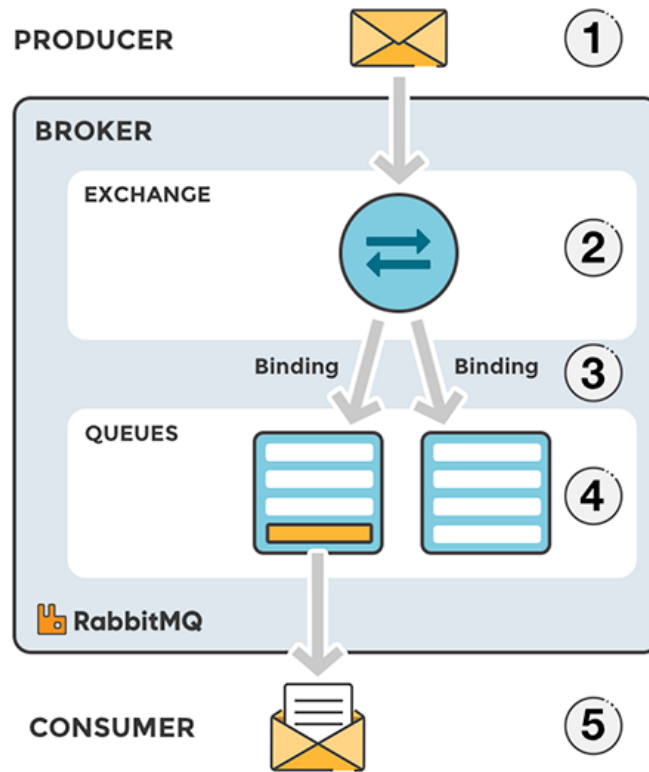 PRODUCER
1
BROKER
EXCHANGE
2
Binding Binding
3
QUEUES
4
RabbitMQ
CONSUMER
5